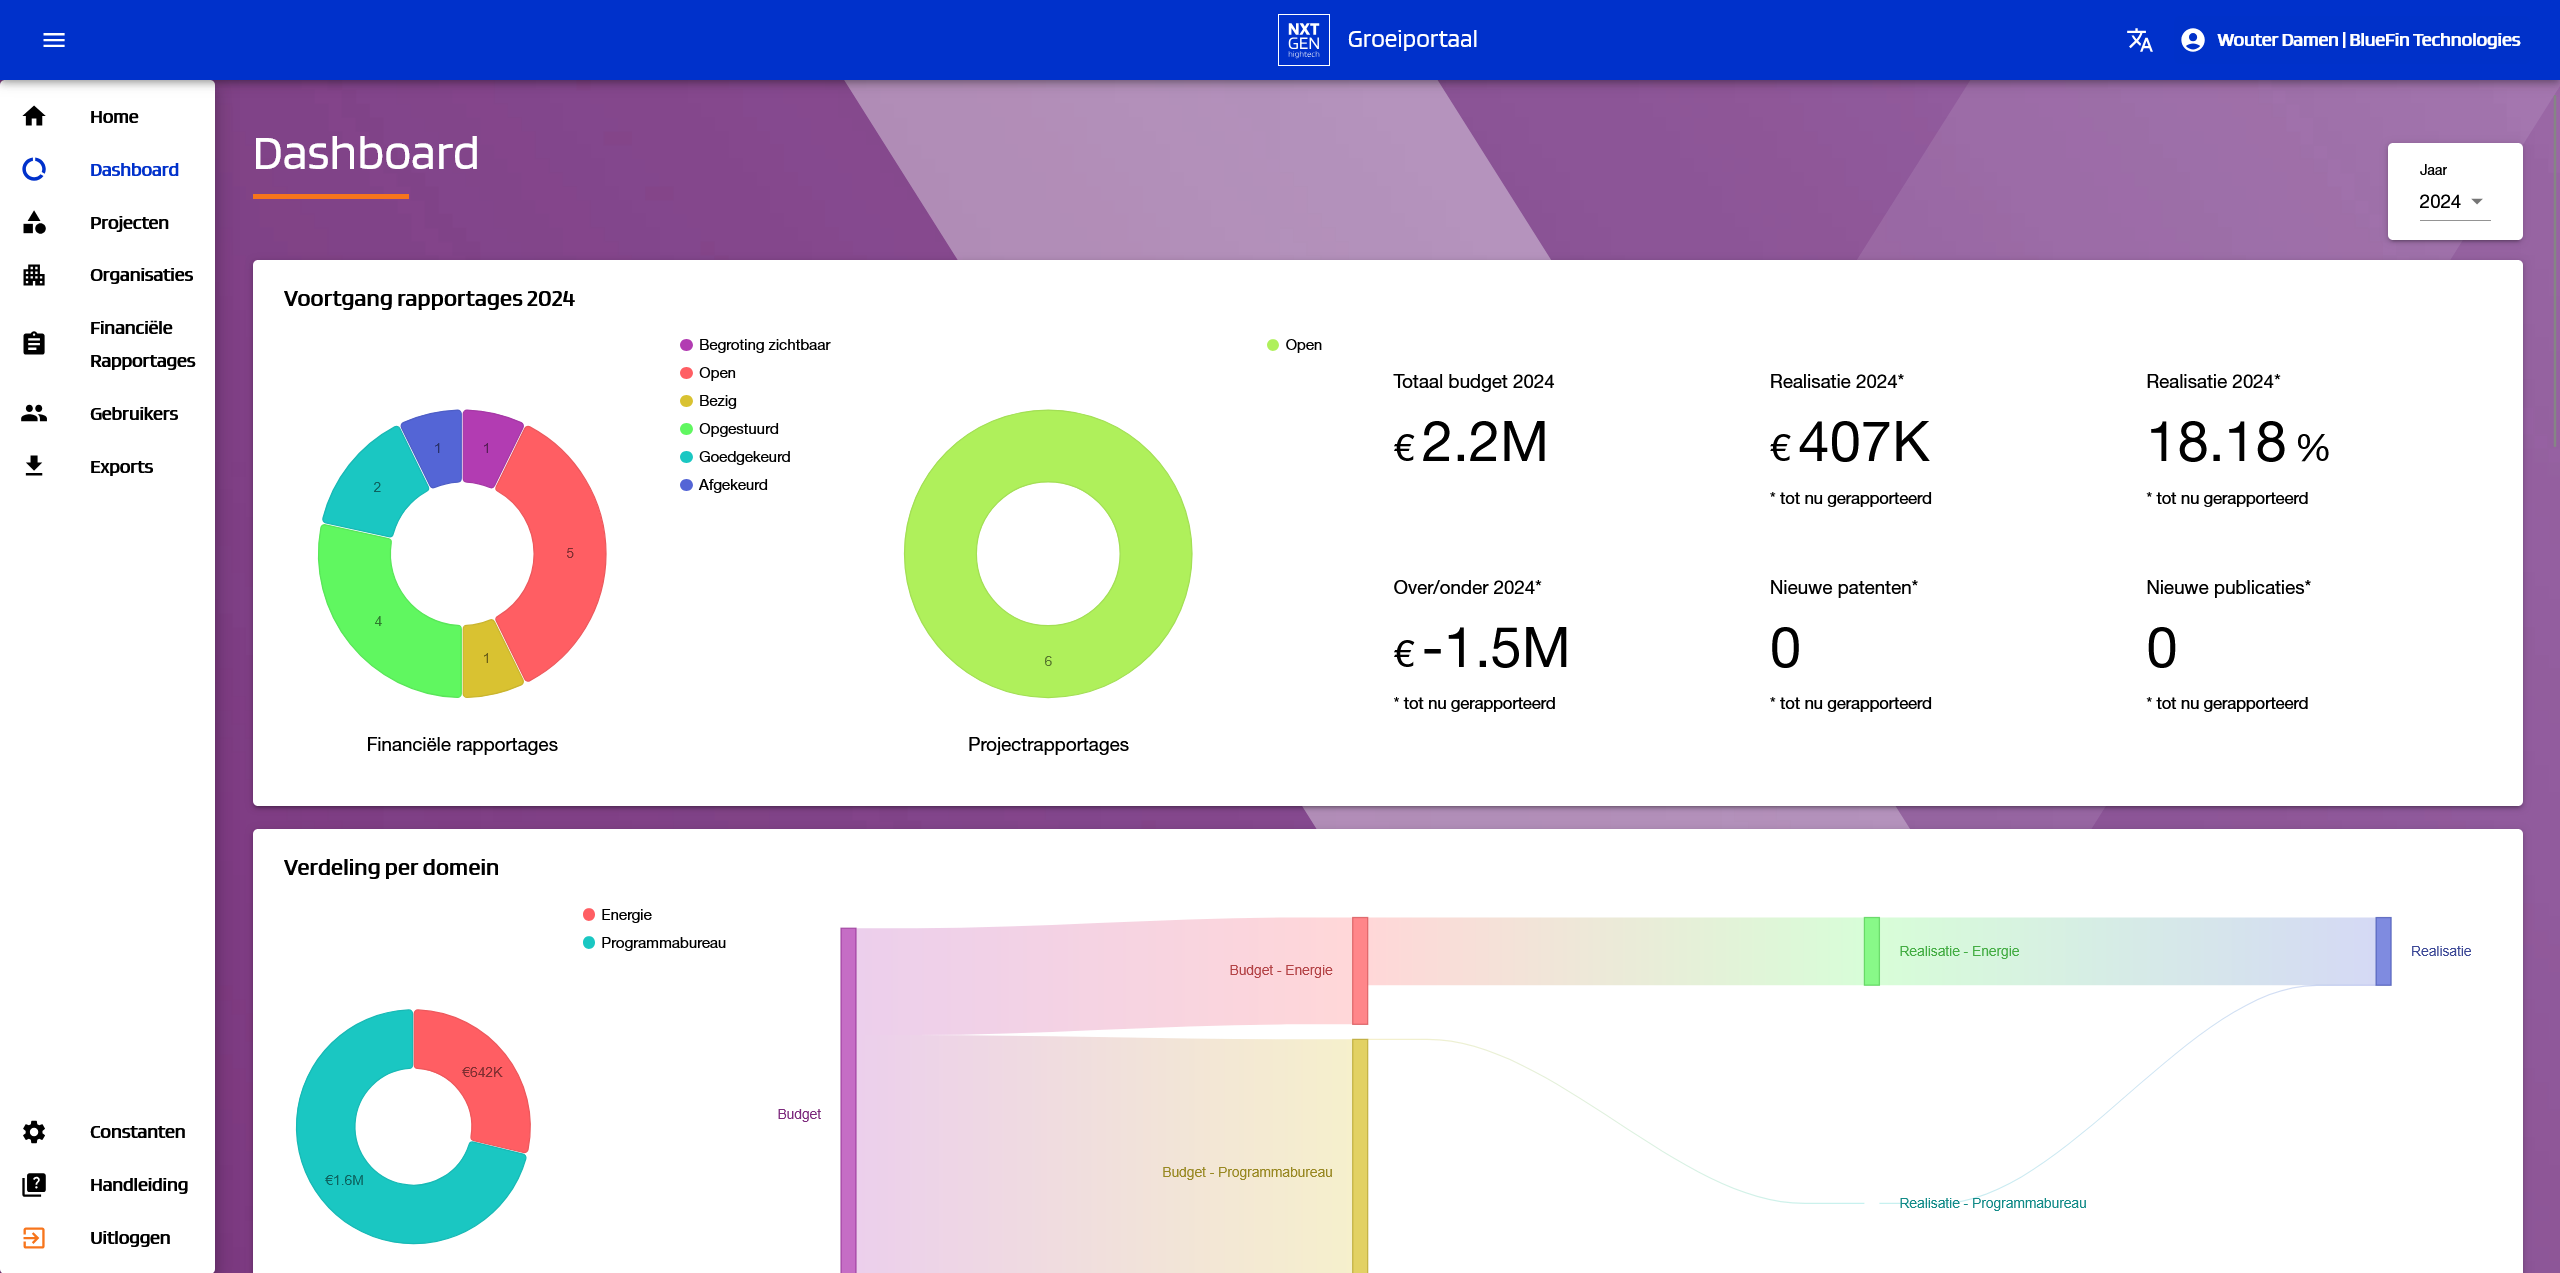 NXT
GEN
hightech
Groeiportaal
Wouter Damen | BlueFin Technologies
Home
Dashboard
Projecten
Organisaties
Financiële
Rapportages
Gebruikers
Exports
Constanten
Handleiding
Uitloggen
Dashboard
Jaar
2024
Voortgang rapportages 2024
Begroting zichtbaar
Open
Bezig
Opgestuurd
Goedgekeurd
Afgekeurd
1
1
2
5
4
1
Financiële rapportages
Open
6
Projectrapportages
Totaal budget 2024
€ 2.2M
Realisatie 2024*
€ 407K
* tot nu gerapporteerd
Realisatie 2024*
18.18 %
* tot nu gerapporteerd
Over/onder 2024*
€ -1.5M
* tot nu gerapporteerd
Nieuwe patenten*
0
* tot nu gerapporteerd
Nieuwe publicaties*
0
* tot nu gerapporteerd
Verdeling per domein
Energie
Programmabureau
€642K
€1.6M
Budget
Budget - Energie
Budget - Programmabureau
Realisatie - Energie
Realisatie - Programmabureau
Realisatie